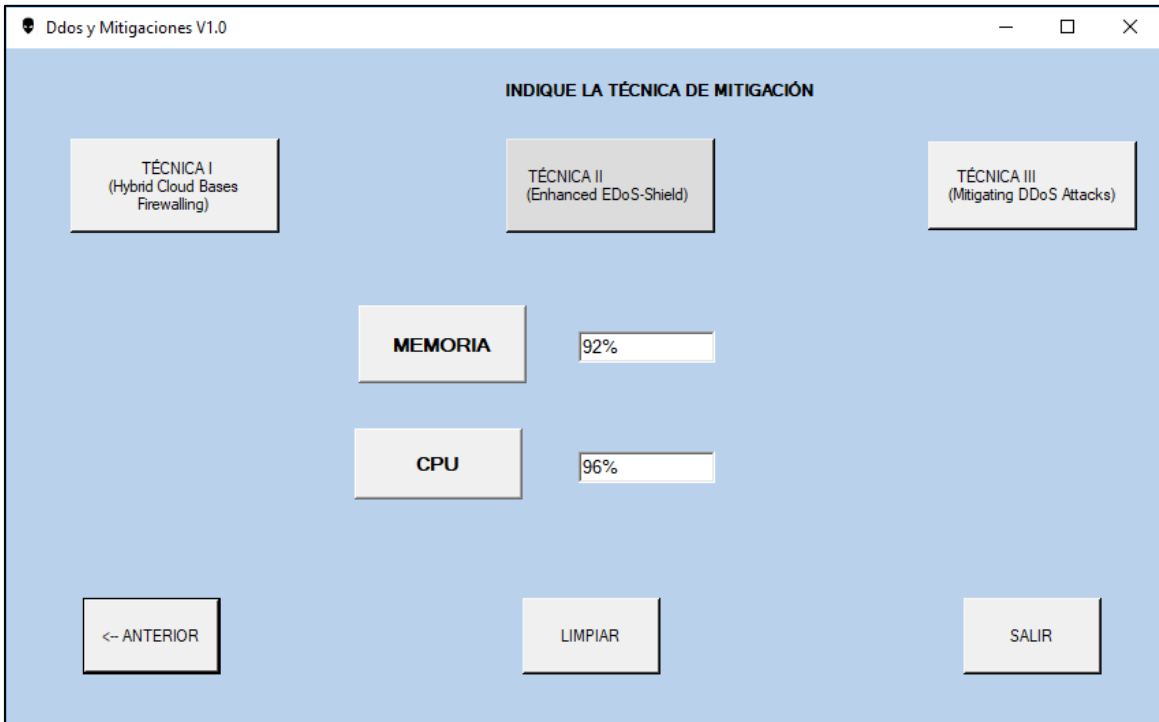 Ddos y Mitigaciones V1.0
INDIQUE LA TÉCNICA DE MITIGACIÓN
TÉCNICA I
(Hybrid Cloud Bases
Firewalling)
TÉCNICA II
(Enhanced EDoS-Shield)
TÉCNICA III
(Mitigating DDoS Attacks)
MEMORIA
92%
CPU
96%
<-- ANTERIOR
LIMPIAR
SALIR